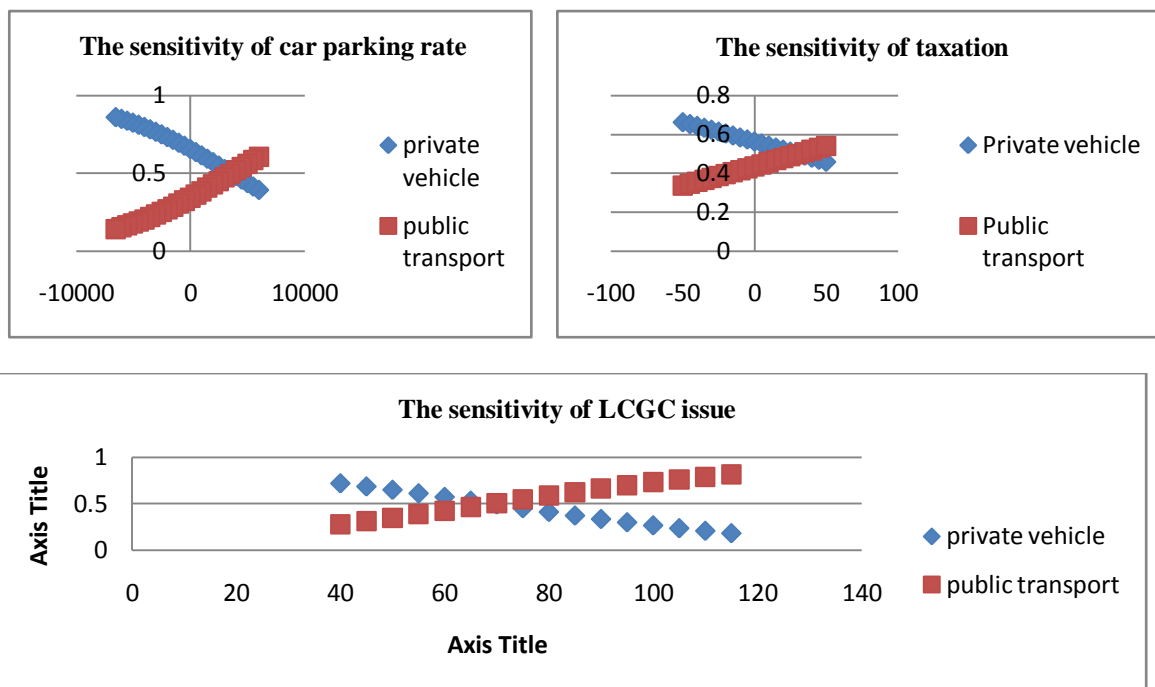 The sensitivity of car parking rate
1
0.5
0
-10000 0 10000
private
vehicle
public
transport
The sensitivity of taxation
0.8
0.6
0.4
0.2
0
-100 -50 0 50 100
Private vehicle
Public
transport
The sensitivity of LCGC issue
Axis Title
1
0.5
0
0 20 40 60 80 100 120 140
Axis Title
private vehicle
public transport